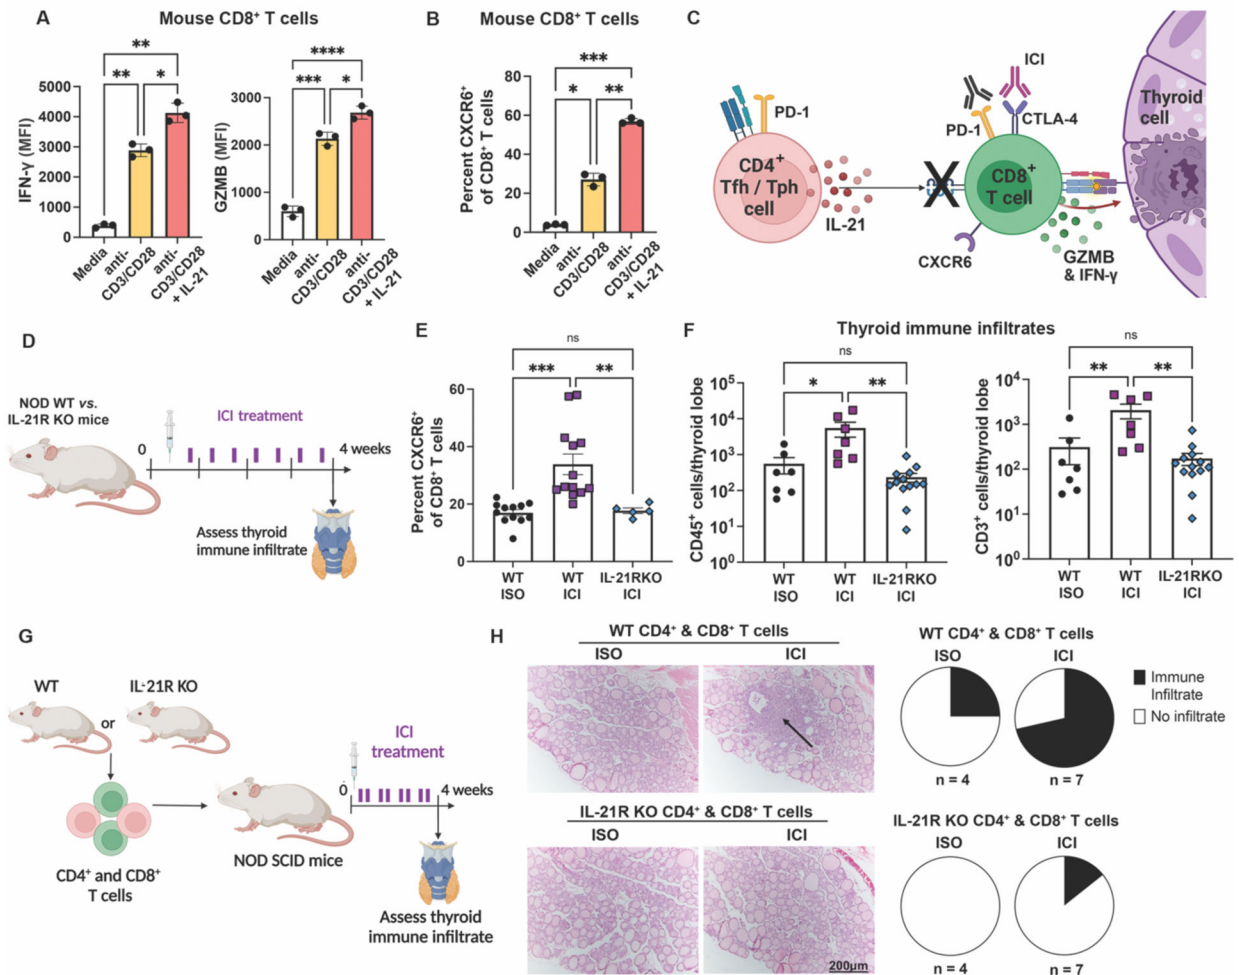 A
Mouse CD8⁺ T cells
**
**
*
5000
4000
3000
2000
1000
0
IFN-γ (MFI)
Media
anti-
CD3/CD28
anti-
CD3/CD28
+ IL-21
****
***
*
3000
2000
1000
0
GZMB (MFI)
Media
anti-
CD3/CD28
anti-
CD3/CD28
+ IL-21
B
Mouse CD8⁺ T cells
***
*
**
80
60
40
20
0
Percent CXCR6⁺
of CD8⁺ T cells
Media
anti-
CD3/CD28
anti-
CD3/CD28
+ IL-21
C
PD-1
CD4⁺
Tfh / Tph
cell
IL-21
ICI
PD-1
CTLA-4
CD8⁺
T cell
CXCR6
GZMB
& IFN-γ
Thyroid
cell
D
NOD WT vs.
IL-21R KO mice
0
ICI treatment
4 weeks
Assess thyroid
immune infiltrate
E
ns
***
**
60
40
20
0
Percent CXCR6⁺
of CD8⁺ T cells
WT
ISO
WT
ICI
IL-21RKO
ICI
F
Thyroid immune infiltrates
ns
*
**
10⁵
10⁴
10³
10²
10¹
10⁰
CD45⁺ cells/thyroid lobe
WT
ISO
WT
ICI
IL-21RKO
ICI
ns
**
**
10⁴
10³
10²
10¹
10⁰
CD3⁺ cells/thyroid lobe
WT
ISO
WT
ICI
IL-21RKO
ICI
G
WT
or
IL-21R KO
CD4⁺ and CD8⁺
T cells
NOD SCID mice
ICI
treatment
0
4 weeks
Assess thyroid
immune infiltrate
H
WT CD4⁺ & CD8⁺ T cells
ISO
ICI
IL-21R KO CD4⁺ & CD8⁺ T cells
ISO
ICI
200µm
WT CD4⁺ & CD8⁺ T cells
ISO
ICI
n = 4
n = 7
Immune
Infiltrate
No infiltrate
IL-21R KO CD4⁺ & CD8⁺ T cells
ISO
ICI
n = 4
n = 7